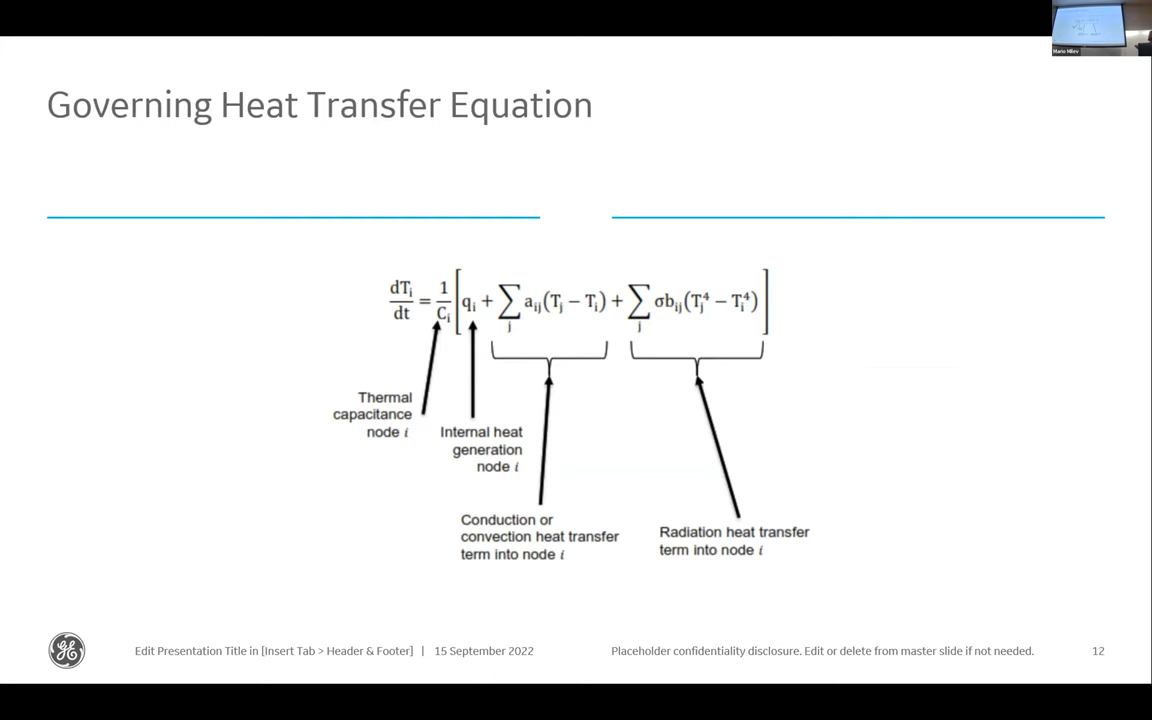 Mario Milev
Governing Heat Transfer Equation
dTᵢ/dt = 1/Cᵢ [qᵢ + ∑ⱼ aᵢⱼ(Tⱼ − Tᵢ) + ∑ⱼ σbᵢⱼ(Tⱼ⁴ − Tᵢ⁴)]
Thermal
capacitance
node i
Internal heat
generation
node i
Conduction or
convection heat transfer
term into node i
Radiation heat transfer
term into node i
Edit Presentation Title in [Insert Tab > Header & Footer] | 15 September 2022
Placeholder confidentiality disclosure. Edit or delete from master slide if not needed.
12